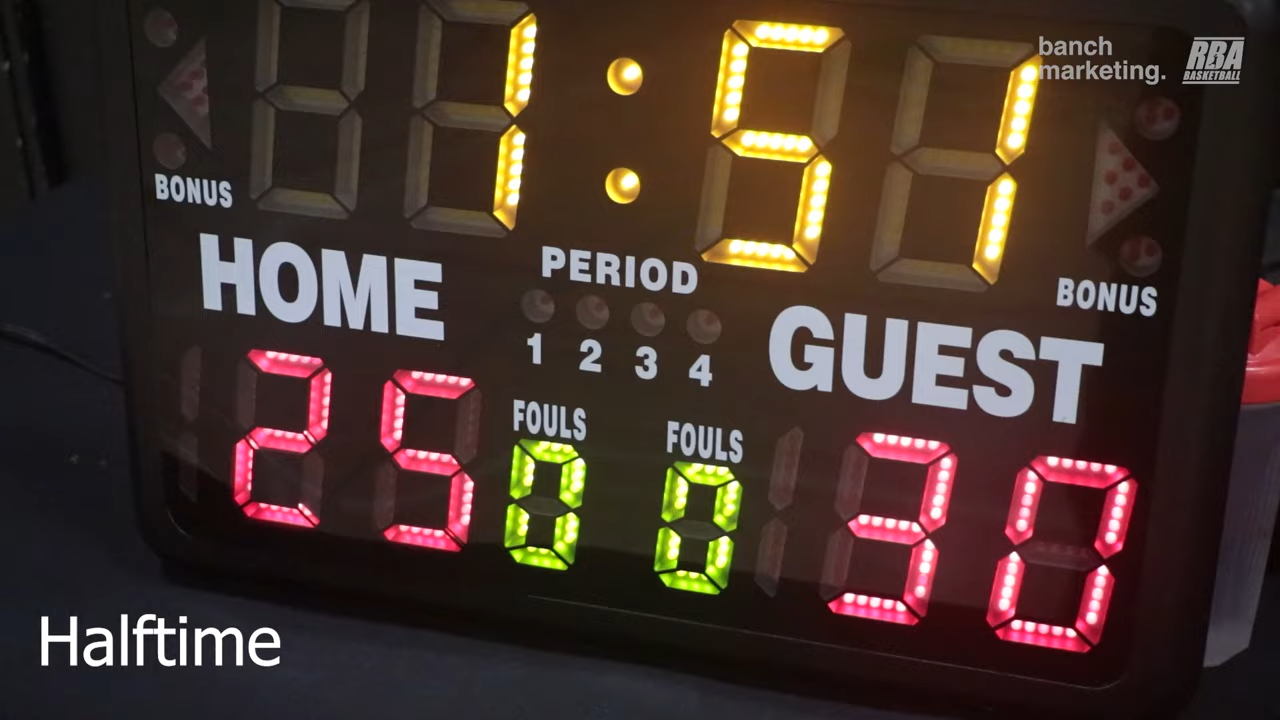 banch
marketing.
RBA
BASKETBALL
1:51
BONUS
BONUS
HOME
PERIOD
GUEST
1 2 3 4
FOULS
FOULS
25
0
0
30
Halftime